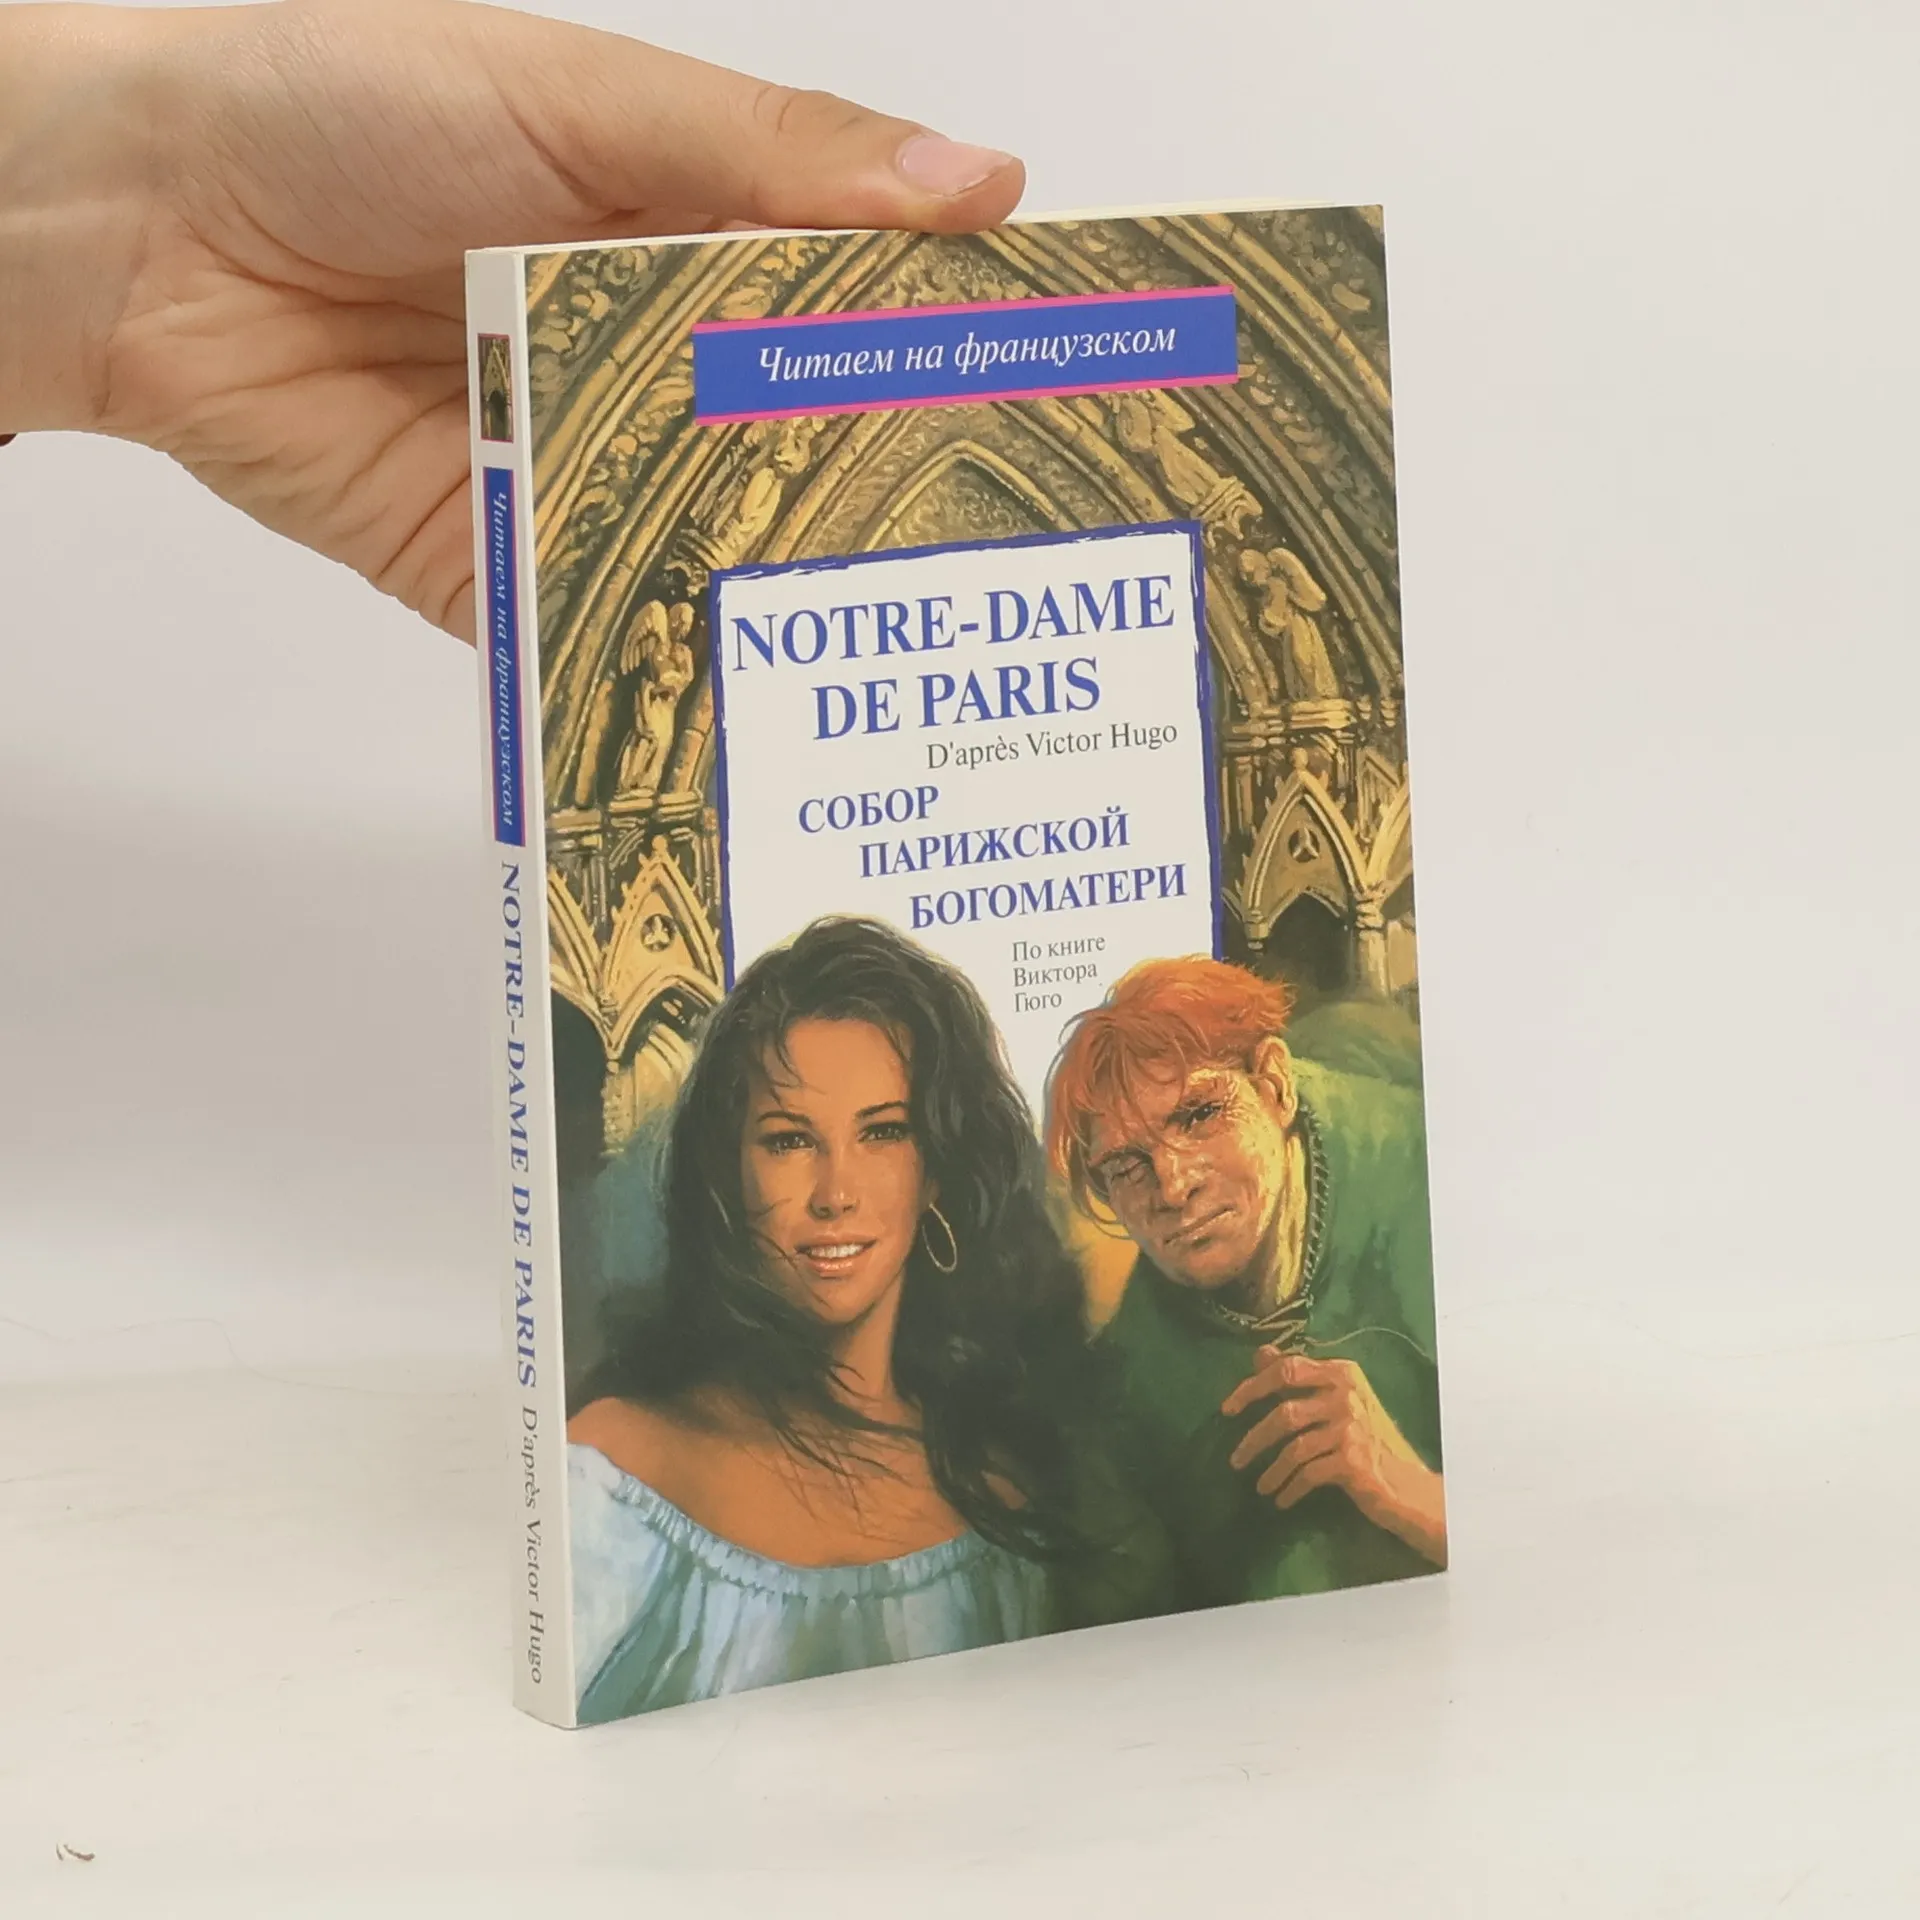 Читаем на французском
NOTRE-DAME
DE PARIS
D'après Victor Hugo
СОБОР
ПАРИЖСКОЙ
БОГОМАТЕРИ
По книге
Виктора
Гюго
Читаем на французском NOTRE-DAME DE PARIS D'après Victor Hugo